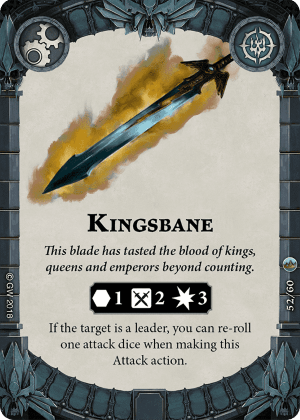 KINGSBANE
This blade has tasted the blood of kings,
queens and emperors beyond counting.
1 2 3
If the target is a leader, you can re-roll
one attack dice when making this
Attack action.
© GW 2018
52/60